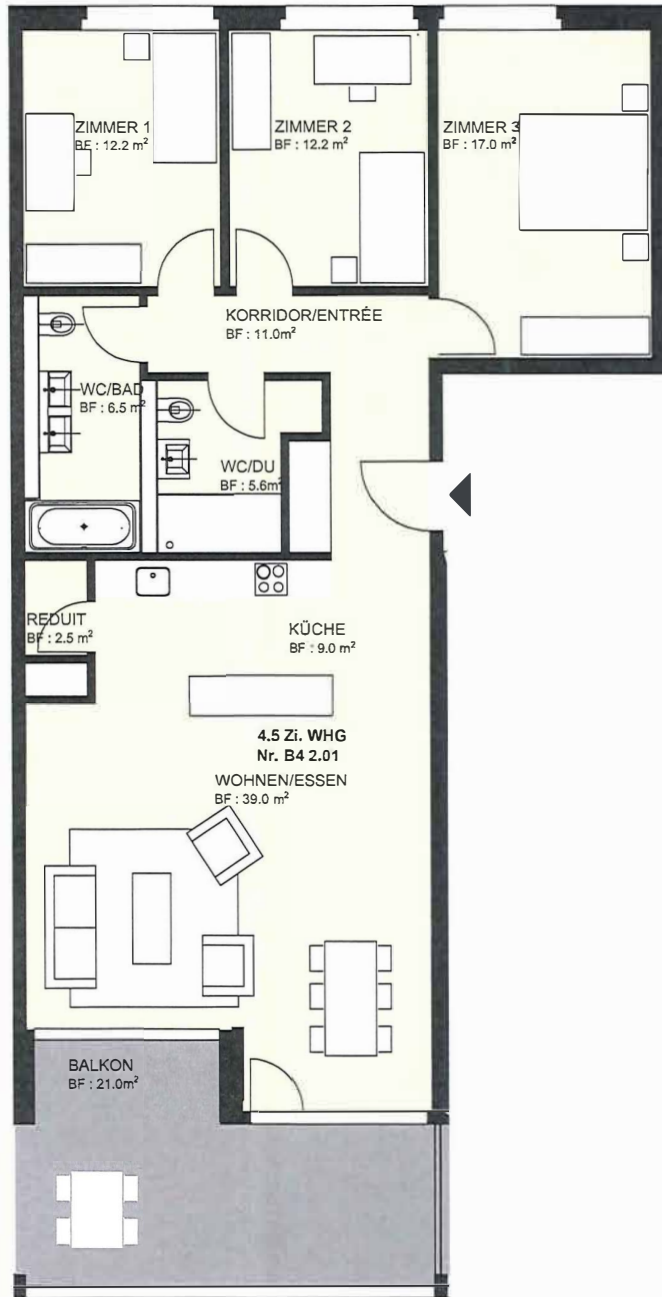 ZIMMER 1
BF : 12.2 m²
ZIMMER 2
BF : 12.2 m²
ZIMMER 3
BF : 17.0 m²
KORRIDOR/ENTRÉE
BF : 11.0m²
WC/BAD
BF : 6.5 m²
WC/DU
BF : 5.6m²
REDUIT
BF : 2.5 m²
KÜCHE
BF : 9.0 m²
4.5 Zi. WHG
Nr. B4 2.01
WOHNEN/ESSEN
BF : 39.0 m²
BALKON
BF : 21.0m²